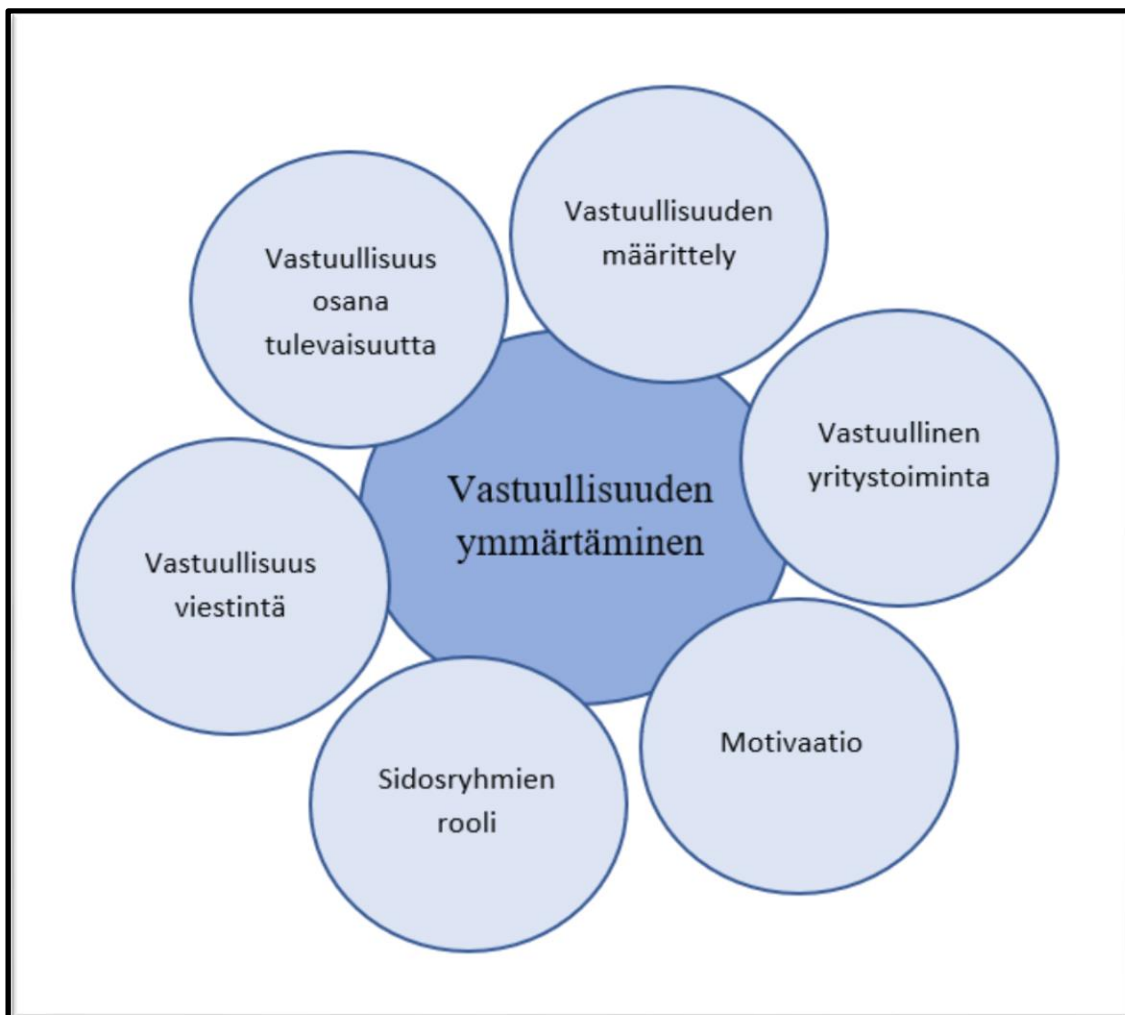 Vastuullisuuden
määrittely
Vastuullisuus
osana
tulevaisuutta
Vastuullinen
yritystoiminta
Vastuullisuuden
ymmärtäminen
Vastuullisuus
viestintä
Motivaatio
Sidosryhmien
rooli